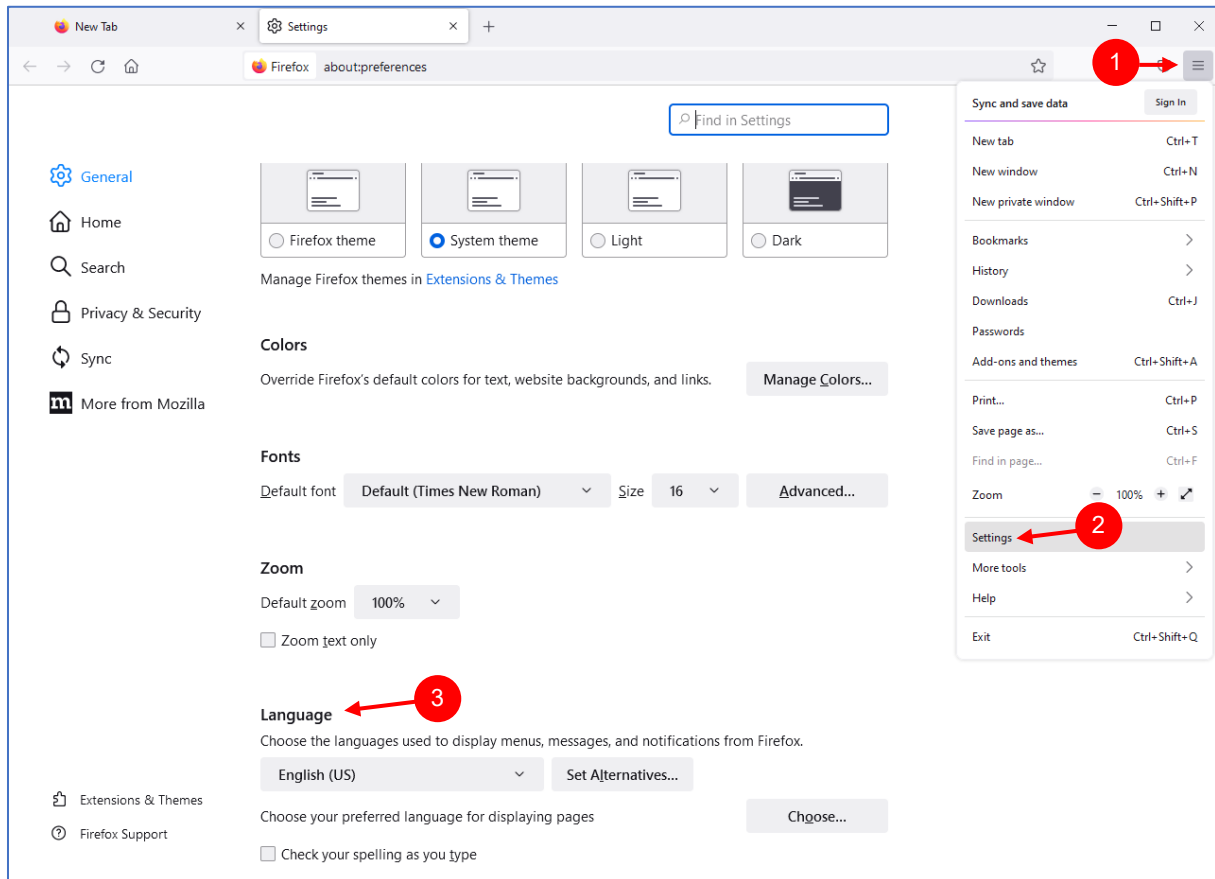 New Tab
Settings
Firefox about:preferences
1
Find in Settings
General
Home
Search
Privacy & Security
Sync
More from Mozilla
Extensions & Themes
Firefox Support
Firefox theme System theme Light Dark
Manage Firefox themes in Extensions & Themes
Colors
Override Firefox's default colors for text, website backgrounds, and links. Manage Colors...
Fonts
Default font Default (Times New Roman) Size 16 Advanced...
Zoom
Default zoom 100%
Zoom text only
Language
3
Choose the languages used to display menus, messages, and notifications from Firefox.
English (US) Set Alternatives...
Choose your preferred language for displaying pages Choose...
Check your spelling as you type
Sync and save data Sign In
New tab Ctrl+T
New window Ctrl+N
New private window Ctrl+Shift+P
Bookmarks
History
Downloads Ctrl+J
Passwords
Add-ons and themes Ctrl+Shift+A
Print... Ctrl+P
Save page as... Ctrl+S
Find in page... Ctrl+F
Zoom 100%
Settings
2
More tools
Help
Exit Ctrl+Shift+Q